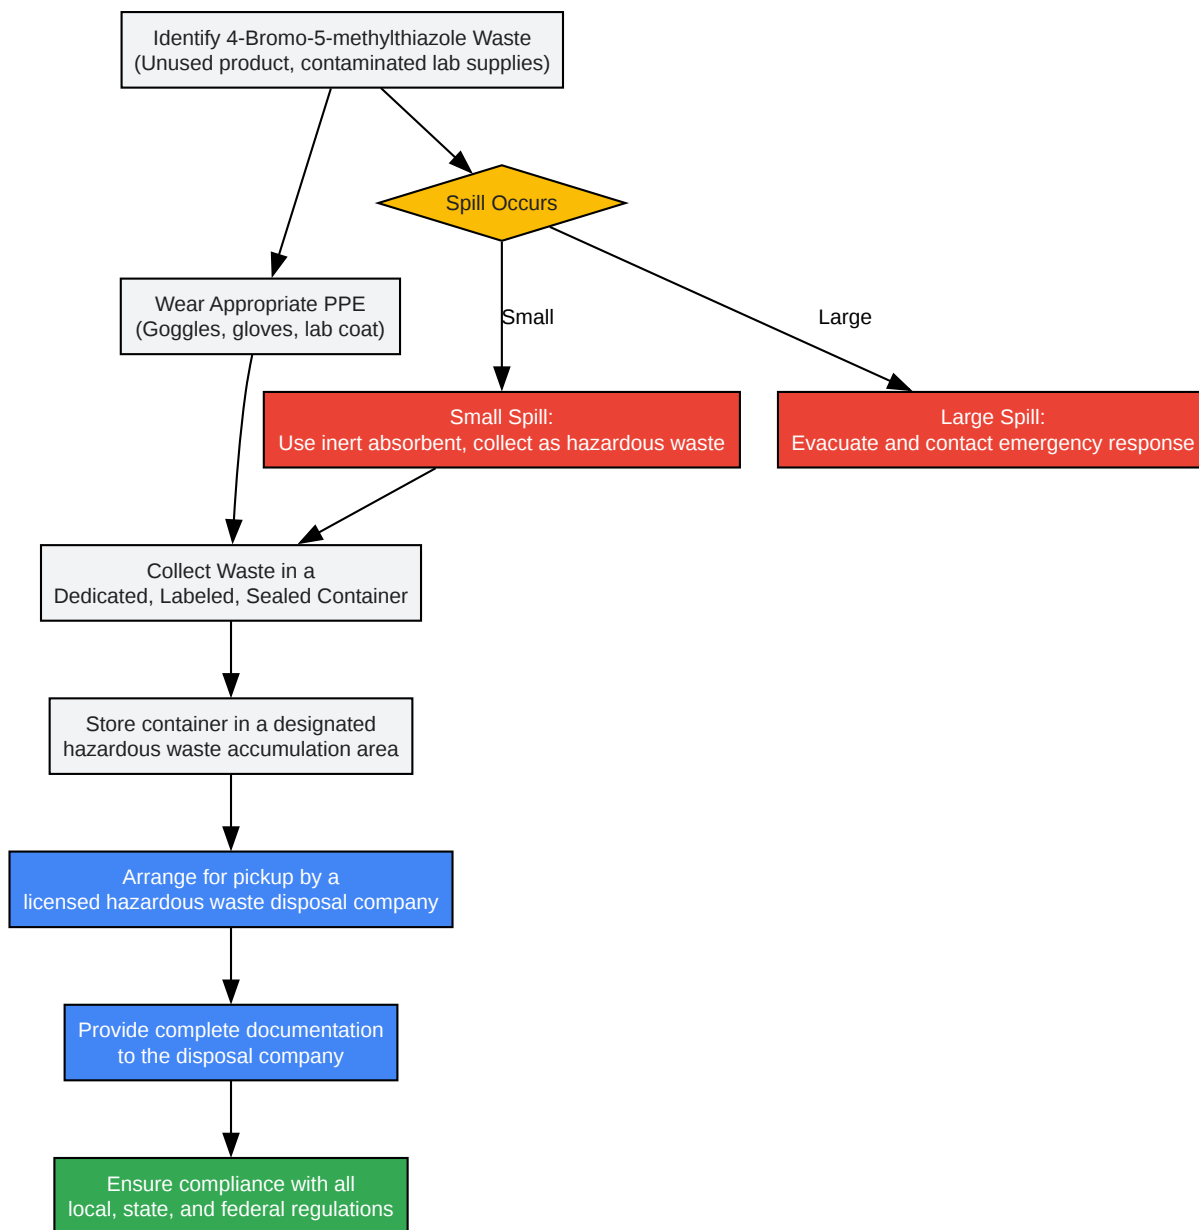 Identify 4-Bromo-5-methylthiazole Waste
(Unused product, contaminated lab supplies)
Spill Occurs
Wear Appropriate PPE
(Goggles, gloves, lab coat)
Small
Large
Small Spill:
Use inert absorbent, collect as hazardous waste
Large Spill:
Evacuate and contact emergency response
Collect Waste in a
Dedicated, Labeled, Sealed Container
Store container in a designated
hazardous waste accumulation area
Arrange for pickup by a
licensed hazardous waste disposal company
Provide complete documentation
to the disposal company
Ensure compliance with all
local, state, and federal regulations